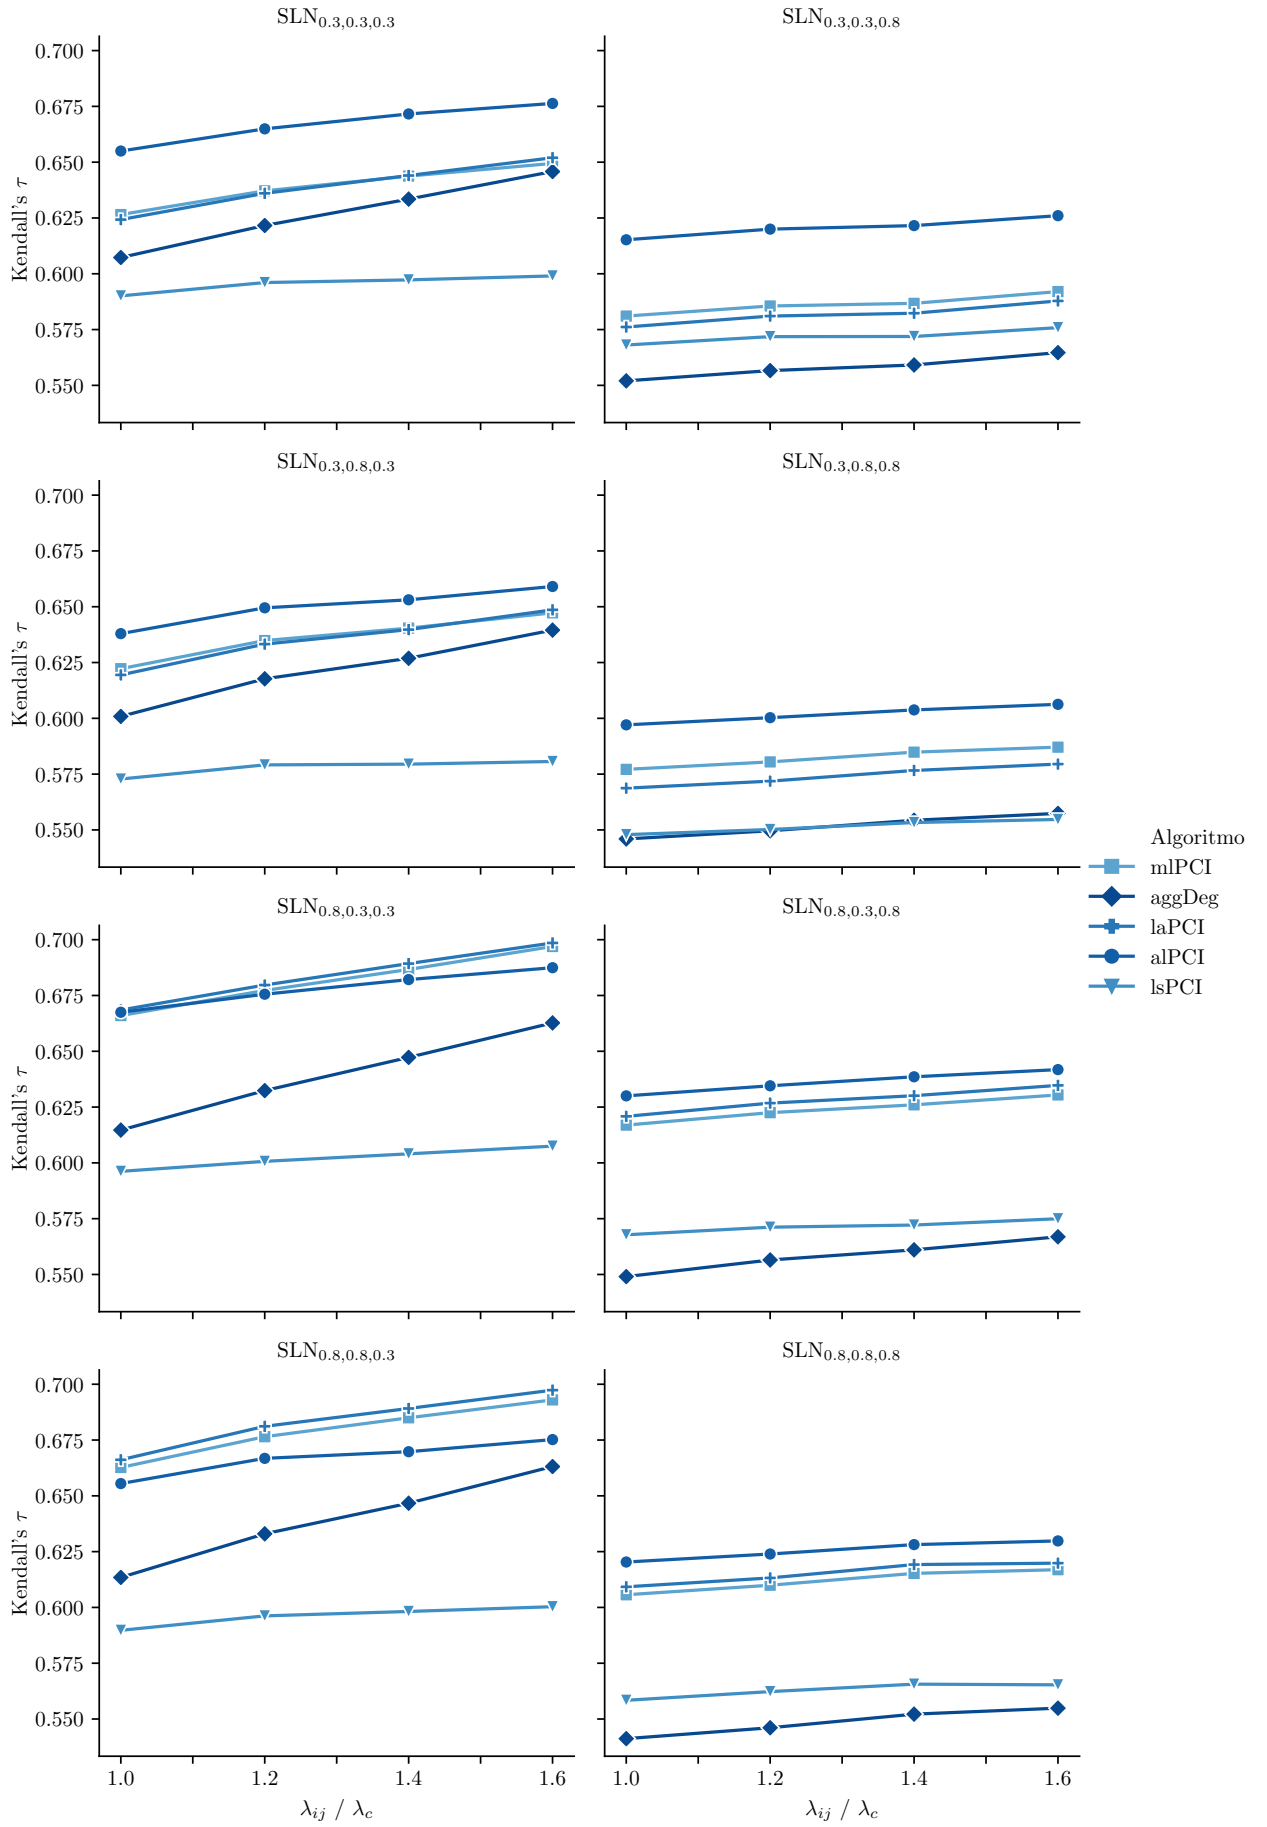 SLN0.3,0.3,0.3
SLN0.3,0.3,0.8
0.700
0.675
0.650
0.625
0.600
0.575
0.550
Kendall's τ
SLN0.3,0.8,0.3
SLN0.3,0.8,0.8
0.700
0.675
0.650
0.625
0.600
0.575
0.550
Kendall's τ
Algoritmo
mlPCI
aggDeg
laPCI
alPCI
lsPCI
SLN0.8,0.3,0.3
SLN0.8,0.3,0.8
0.700
0.675
0.650
0.625
0.600
0.575
0.550
Kendall's τ
SLN0.8,0.8,0.3
SLN0.8,0.8,0.8
0.700
0.675
0.650
0.625
0.600
0.575
0.550
Kendall's τ
1.0 1.2 1.4 1.6
1.0 1.2 1.4 1.6
λij / λc
λij / λc